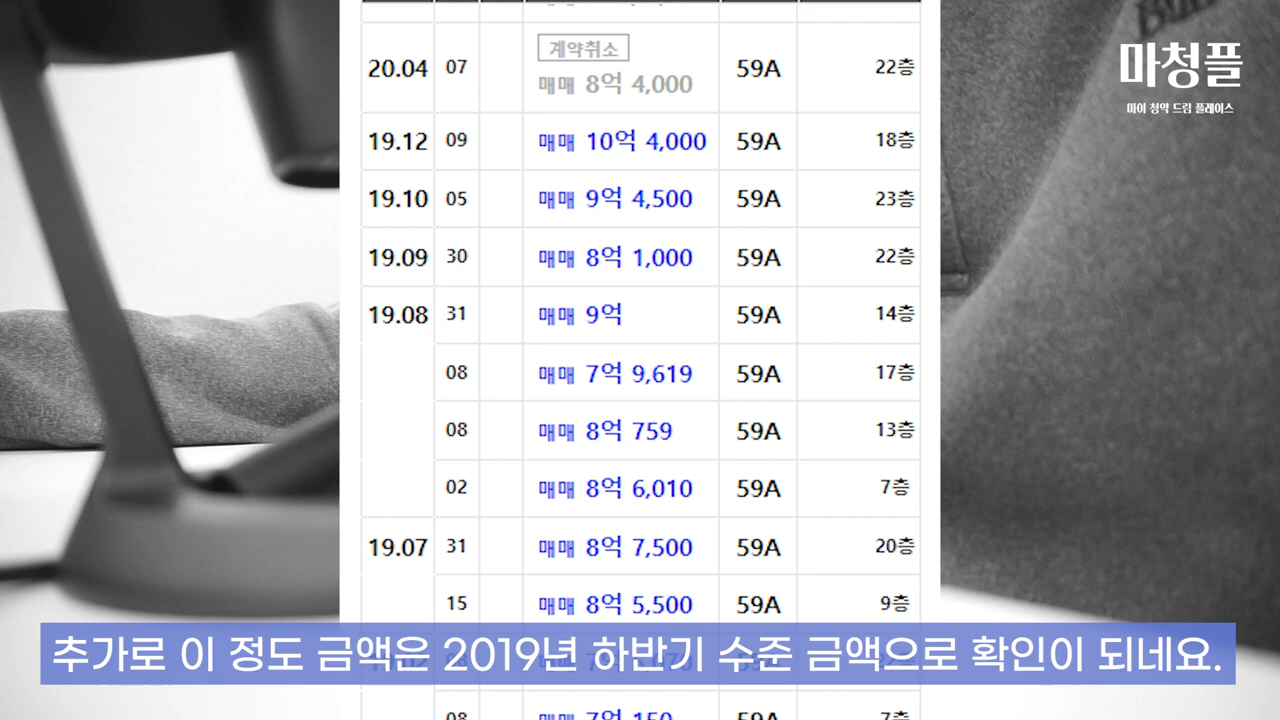 마청플
마이 청약 드림 플레이스
계약취소
20.04 07 매매 8억 4,000 59A 22층
19.12 09 매매 10억 4,000 59A 18층
19.10 05 매매 9억 4,500 59A 23층
19.09 30 매매 8억 1,000 59A 22층
19.08 31 매매 9억 59A 14층
08 매매 7억 9,619 59A 17층
08 매매 8억 759 59A 13층
02 매매 8억 6,010 59A 7층
19.07 31 매매 8억 7,500 59A 20층
15 매매 8억 5,500 59A 9층
추가로 이 정도 금액은 2019년 하반기 수준 금액으로 확인이 되네요.